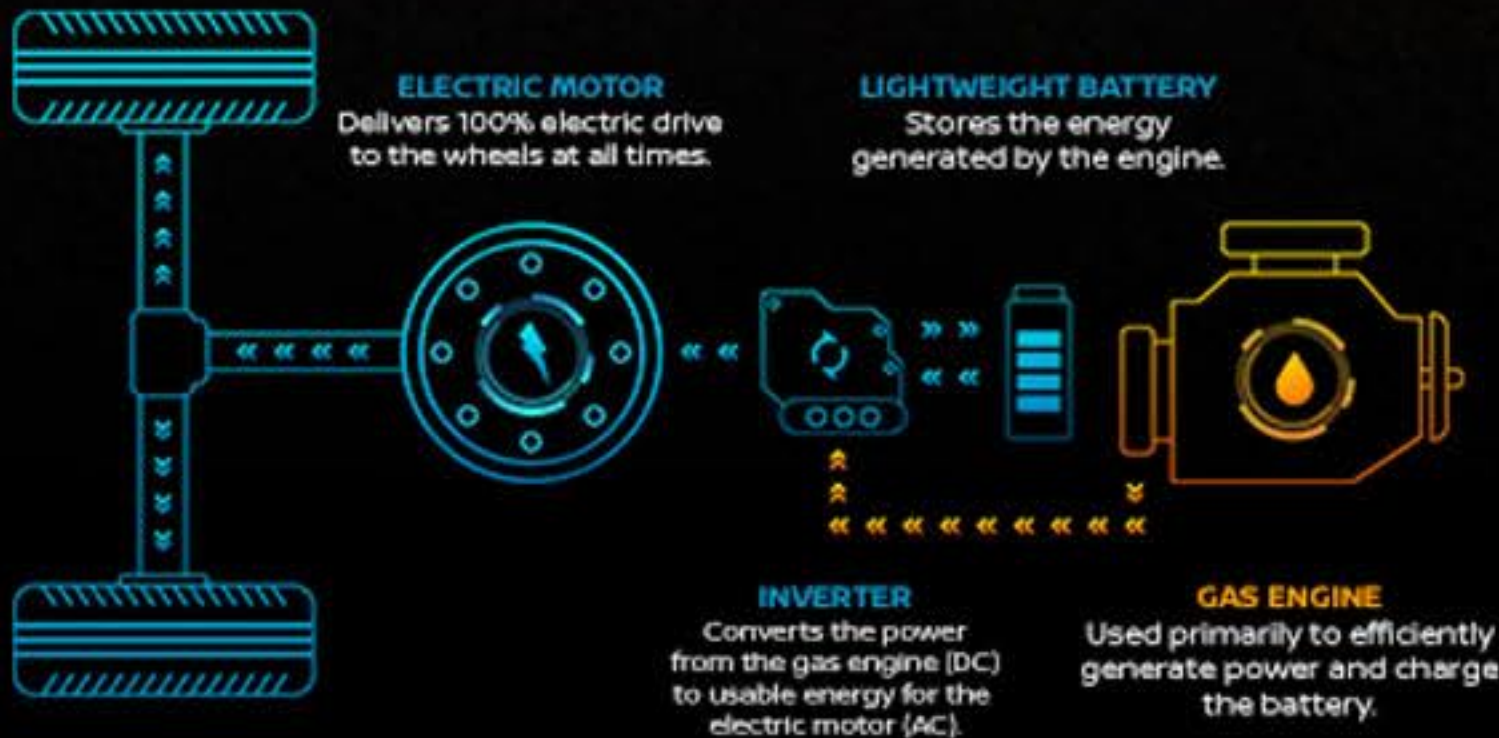 ELECTRIC MOTOR
Delivers 100% electric drive
to the wheels at all times.
LIGHTWEIGHT BATTERY
Stores the energy
generated by the engine.
INVERTER
Converts the power
from the gas engine (DC)
to usable energy for the
electric motor (AC).
GAS ENGINE
Used primarily to efficiently
generate power and charge
the battery.